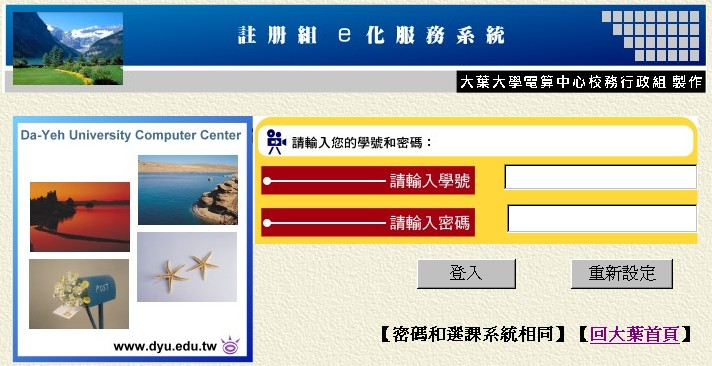 註册組 e化服務系統
大葉大學電算中心校務行政組 製作
Da-Yeh University Computer Center
POST
www.dyu.edu.tw
請輸入您的學號和密碼：
請輸入學號
請輸入密碼
登入 重新設定
【密碼和選課系統相同】【回大葉首頁】